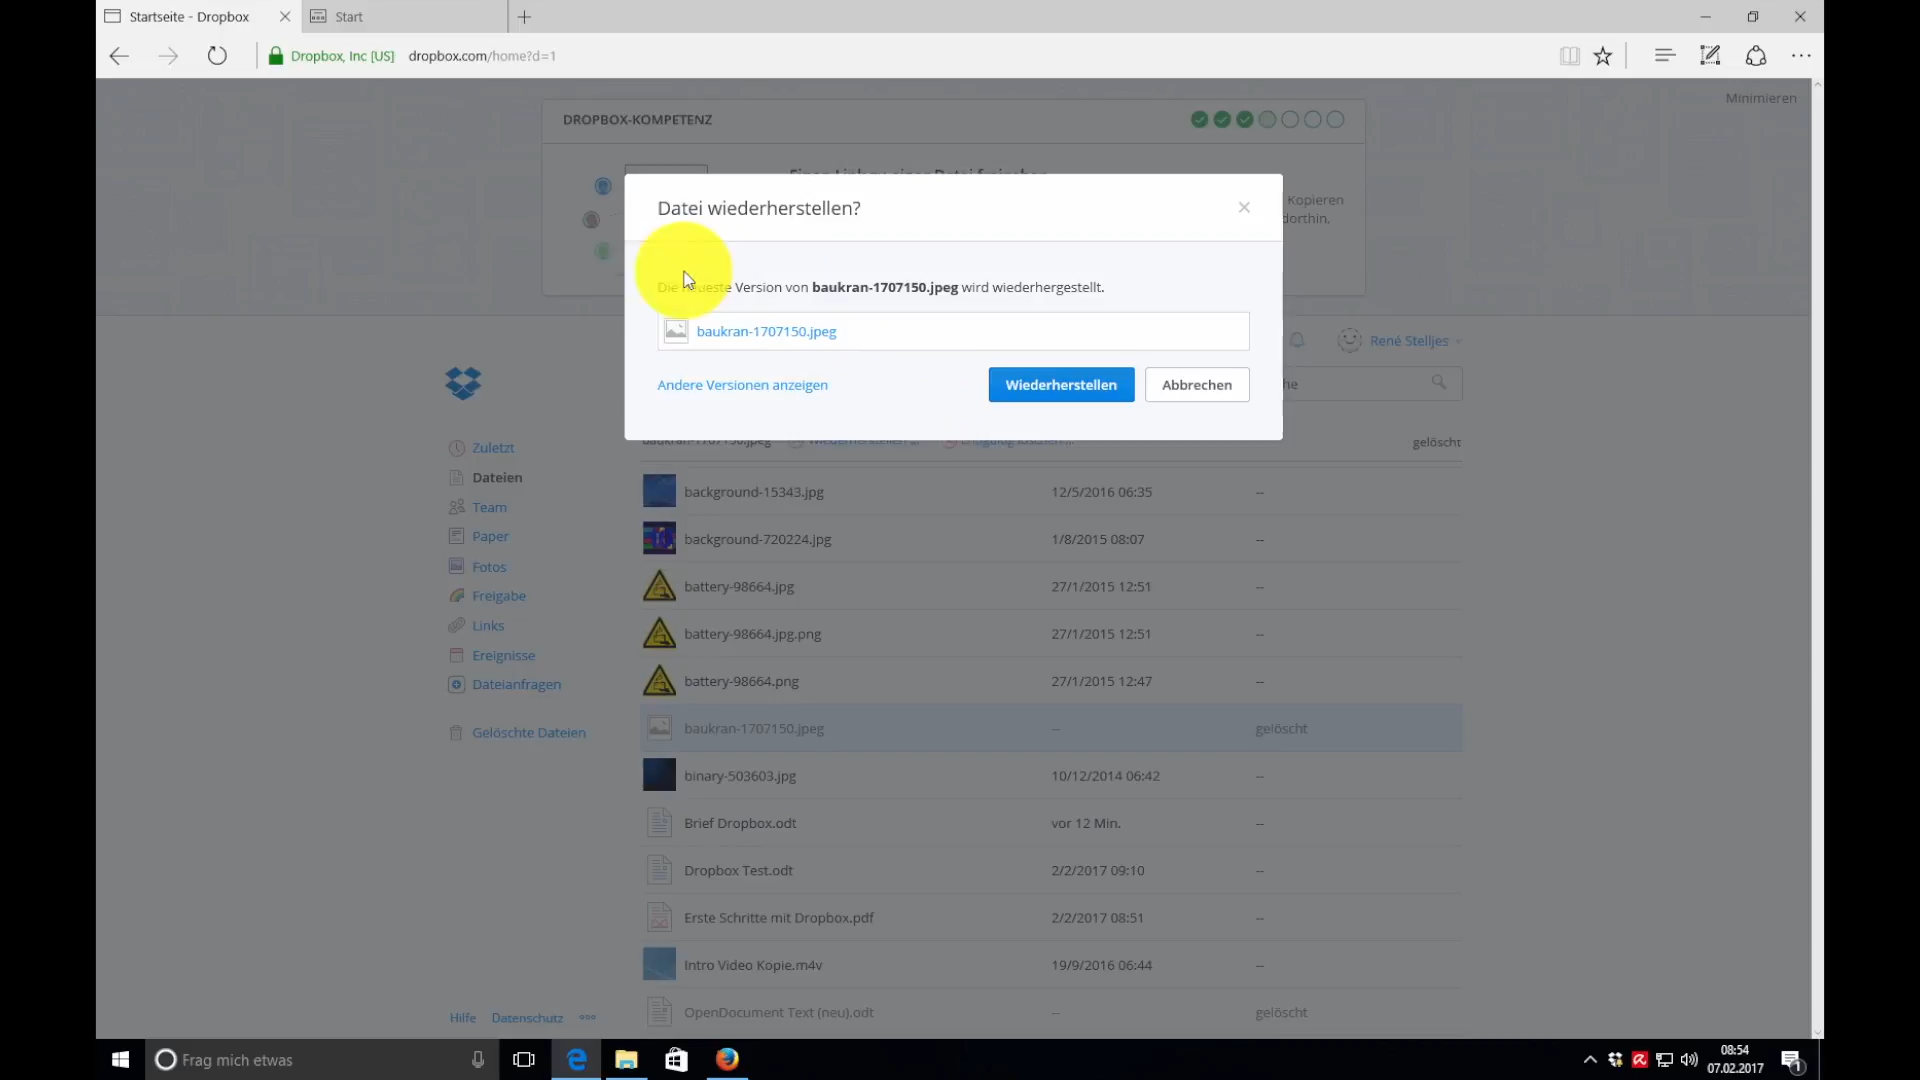 Startseite - Dropbox
Start
Dropbox, Inc [US] dropbox.com/home?d=1
Minimieren
DROPBOX-KOMPETENZ
Kopieren
dorthin.
Datei wiederherstellen?
Die neueste Version von baukran-1707150.jpeg wird wiederhergestellt.
baukran-1707150.jpeg
Andere Versionen anzeigen
Wiederherstellen
Abbrechen
René Stelljes
gelöscht
Zuletzt
Dateien
Team
Paper
Fotos
Freigabe
Links
Ereignisse
Dateianfragen
Gelöschte Dateien
background-15343.jpg 12/5/2016 06:35 --
background-720224.jpg 1/8/2015 08:07 --
battery-98664.jpg 27/1/2015 12:51 --
battery-98664.jpg.png 27/1/2015 12:51 --
battery-98664.png 27/1/2015 12:47 --
baukran-1707150.jpeg -- gelöscht
binary-503603.jpg 10/12/2014 06:42 --
Brief Dropbox.odt vor 12 Min. --
Dropbox Test.odt 2/2/2017 09:10 --
Erste Schritte mit Dropbox.pdf 2/2/2017 08:51 --
Intro Video Kopie.m4v 19/9/2016 06:44 --
OpenDocument Text (neu).odt -- gelöscht
Hilfe Datenschutz
Frag mich etwas
08:54
07.02.2017
1